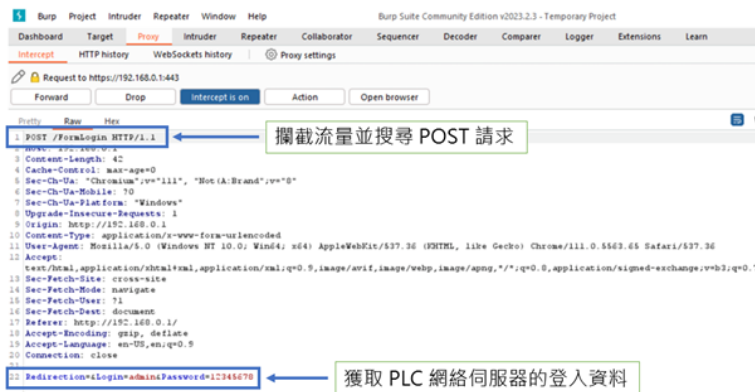 Burp Project Intruder Repeater Window Help Burp Suite Community Edition v2023.2.3 - Temporary Project
Dashboard Target Proxy Intruder Repeater Collaborator Sequencer Decoder Comparer Logger Extensions Learn
Intercept HTTP history WebSockets history Proxy settings
Request to https://192.168.0.1:443
Forward Drop Intercept is on Action Open browser
Pretty Raw Hex
1 POST /FormLogin HTTP/1.1
攔截流量並搜尋 POST 請求
2 Host: 192.168.0.1
3 Content-Length: 42
4 Cache-Control: max-age=0
5 Sec-Ch-Ua: "Chromium";v="111", "Not(A:Brand";v="8"
6 Sec-Ch-Ua-Mobile: ?0
7 Sec-Ch-Ua-Platform: "Windows"
8 Upgrade-Insecure-Requests: 1
9 Origin: http://192.168.0.1
10 Content-Type: application/x-www-form-urlencoded
11 User-Agent: Mozilla/5.0 (Windows NT 10.0; Win64; x64) AppleWebKit/537.36 (KHTML, like Gecko) Chrome/111.0.5563.65 Safari/537.36
12 Accept:
text/html,application/xhtml+xml,application/xml;q=0.9,image/avif,image/webp,image/apng,*/*;q=0.8,application/signed-exchange;v=b3;q=0.7
13 Sec-Fetch-Site: cross-site
14 Sec-Fetch-Mode: navigate
15 Sec-Fetch-User: ?1
16 Sec-Fetch-Dest: document
17 Referer: http://192.168.0.1/
18 Accept-Encoding: gzip, deflate
19 Accept-Language: en-US,en;q=0.9
20 Connection: close
21
22 Redirection=&Login=admin&Password=12345678
獲取 PLC 網絡伺服器的登入資料